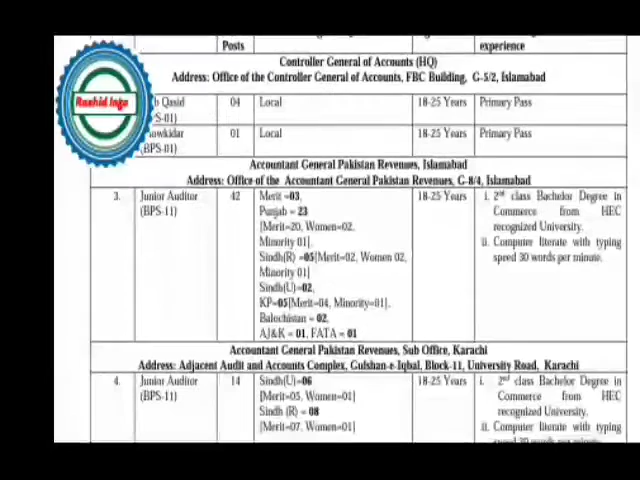 Posts
experience
Controller General of Accounts (HQ)
Address: Office of the Controller General of Accounts, FBC Building, G-5/2, Islamabad
Rashid Info
Qasid 04 Local 18-25 Years Primary Pass
01 Local 18-25 Years Primary Pass
(BPS-01)
Accountant General Pakistan Revenues, Islamabad
Address: Office of the Accountant General Pakistan Revenues, G-8/4, Islamabad
3. Junior Auditor 42 Merit =03, 18-25 Years i. 2nd class Bachelor Degree in
(BPS-11) Punjab = 23 Commerce from HEC
[Merit=20, Women=02, recognized University.
Minority 01] ii. Computer literate with typing
Sindh(R) =05[Merit=02, Women 02, speed 30 words per minute.
Minority 01]
Sindh(U)=02,
KP=05[Merit=04, Minority=01].
Balochistan = 02,
AJ&K = 01, FATA = 01
Accountant General Pakistan Revenues, Sub Office, Karachi
Address: Adjacent Audit and Accounts Complex, Gulshan-e-Iqbal, Block-11, University Road, Karachi
4. Junior Auditor 14 Sindh(U)=06 18-25 Years i. 2nd class Bachelor Degree in
(BPS-11) [Merit=05, Women=01] Commerce from HEC
Sindh (R) = 08 recognized University.
[Merit=07, Women=01] ii. Computer literate with typing